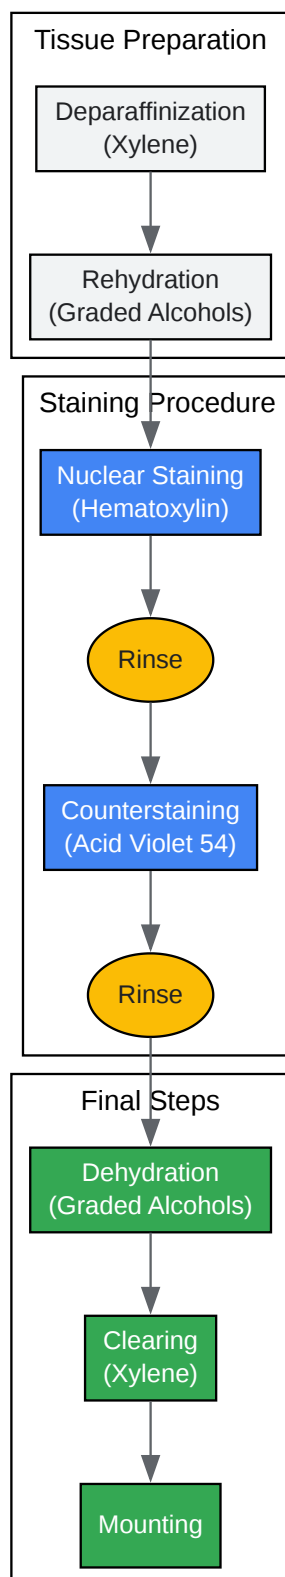 Tissue Preparation
Deparaffinization
(Xylene)
Rehydration
(Graded Alcohols)
Staining Procedure
Nuclear Staining
(Hematoxylin)
Rinse
Counterstaining
(Acid Violet 54)
Rinse
Final Steps
Dehydration
(Graded Alcohols)
Clearing
(Xylene)
Mounting